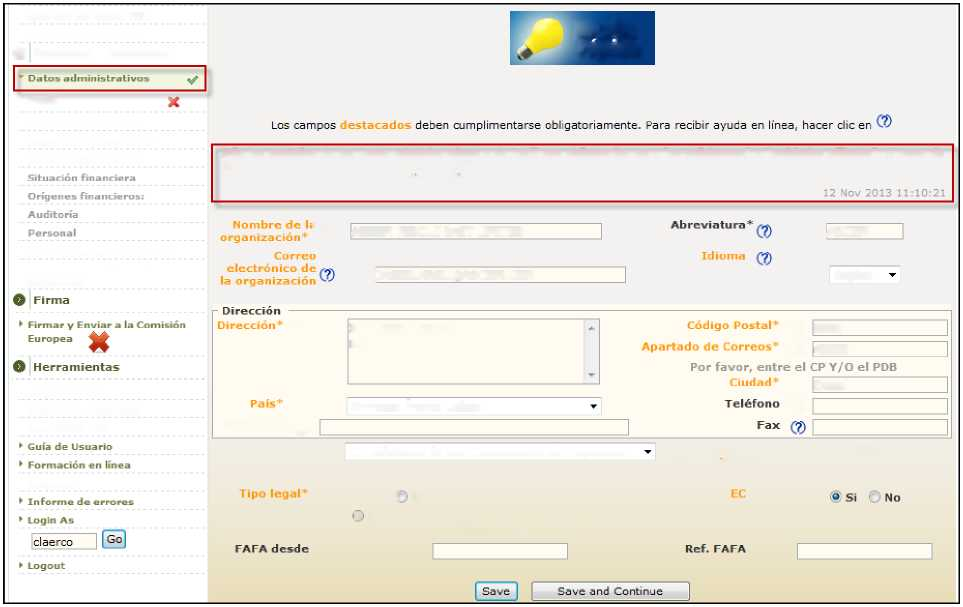 Datos administrativos
Los campos destacados deben cumplimentarse obligatoriamente. Para recibir ayuda en línea, hacer clic en (?)
12 Nov 2013 11:10:21
Situación financiera
Orígenes financieros:
Auditoría
Personal
Nombre de la organización*
Abreviatura* (?)
Correo electrónico de la organización (?)
Idioma (?)
Firma
Firmar y Enviar a la Comisión
Europea
Herramientas
Guía de Usuario
Formación en línea
Informe de errores
Login As
claerco Go
Logout
Dirección
Dirección*
Código Postal*
Apartado de Correos*
Por favor, entre el CP Y/O el PDB
Ciudad*
País*
Teléfono
Fax (?)
Tipo legal*
EC Si No
FAFA desde
Ref. FAFA
Save Save and Continue